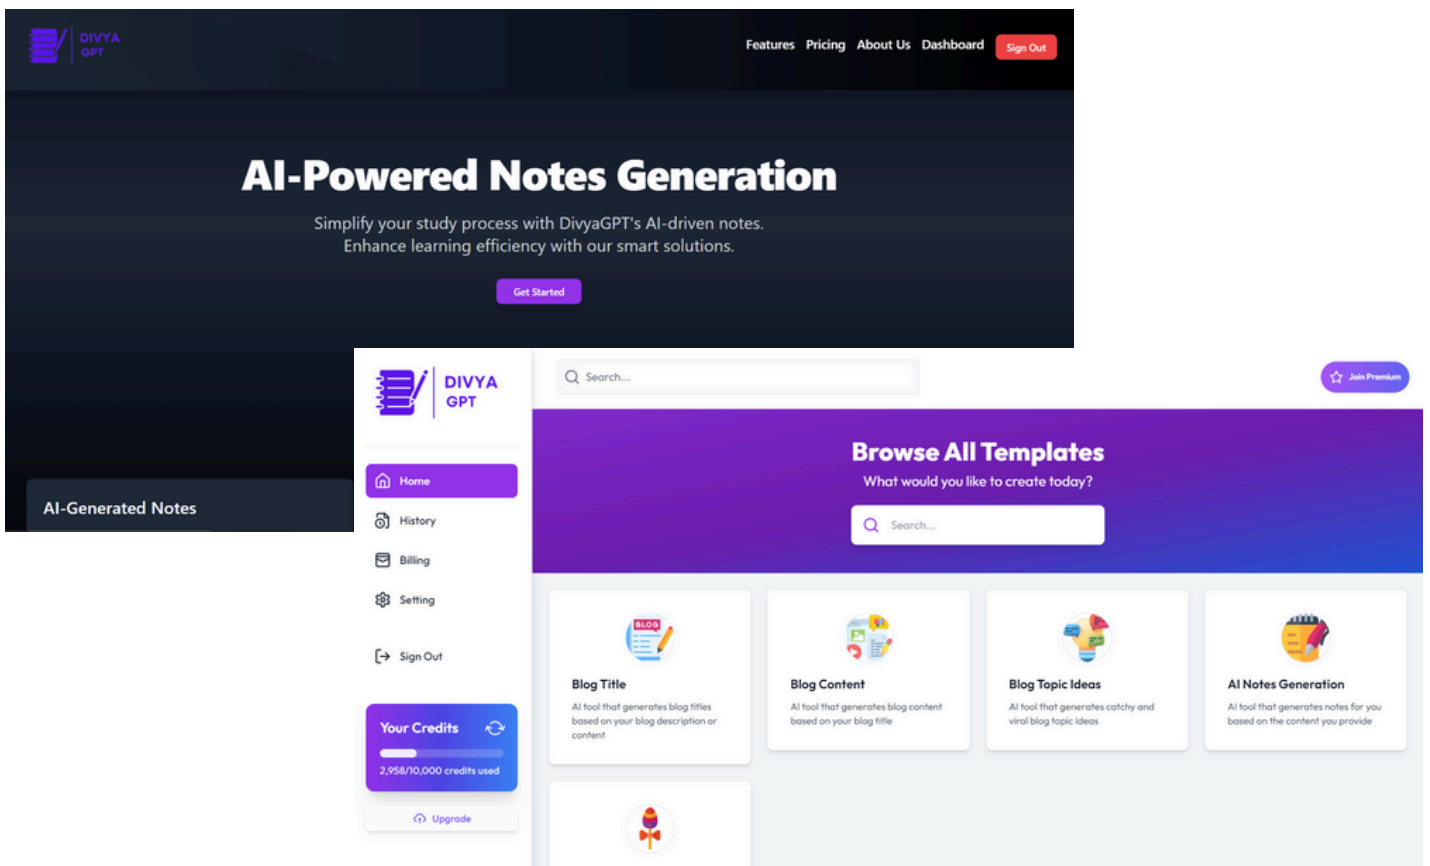 DIVYA
GPT
Features Pricing About Us Dashboard Sign Out
AI-Powered Notes Generation
Simplify your study process with DivyaGPT's AI-driven notes.
Enhance learning efficiency with our smart solutions.
Get Started
AI-Generated Notes
DIVYA
GPT
Search...
Join Premium
Home
History
Billing
Setting
Sign Out
Your Credits
2,958/10,000 credits used
Upgrade
Browse All Templates
What would you like to create today?
Search...
BLOG
Blog Title
AI tool that generates blog titles
based on your blog description or
content
Blog Content
AI tool that generates blog content
based on your blog title
Blog Topic Ideas
AI tool that generates catchy and
viral blog topic ideas
AI Notes Generation
AI tool that generates notes for you
based on the content you provide